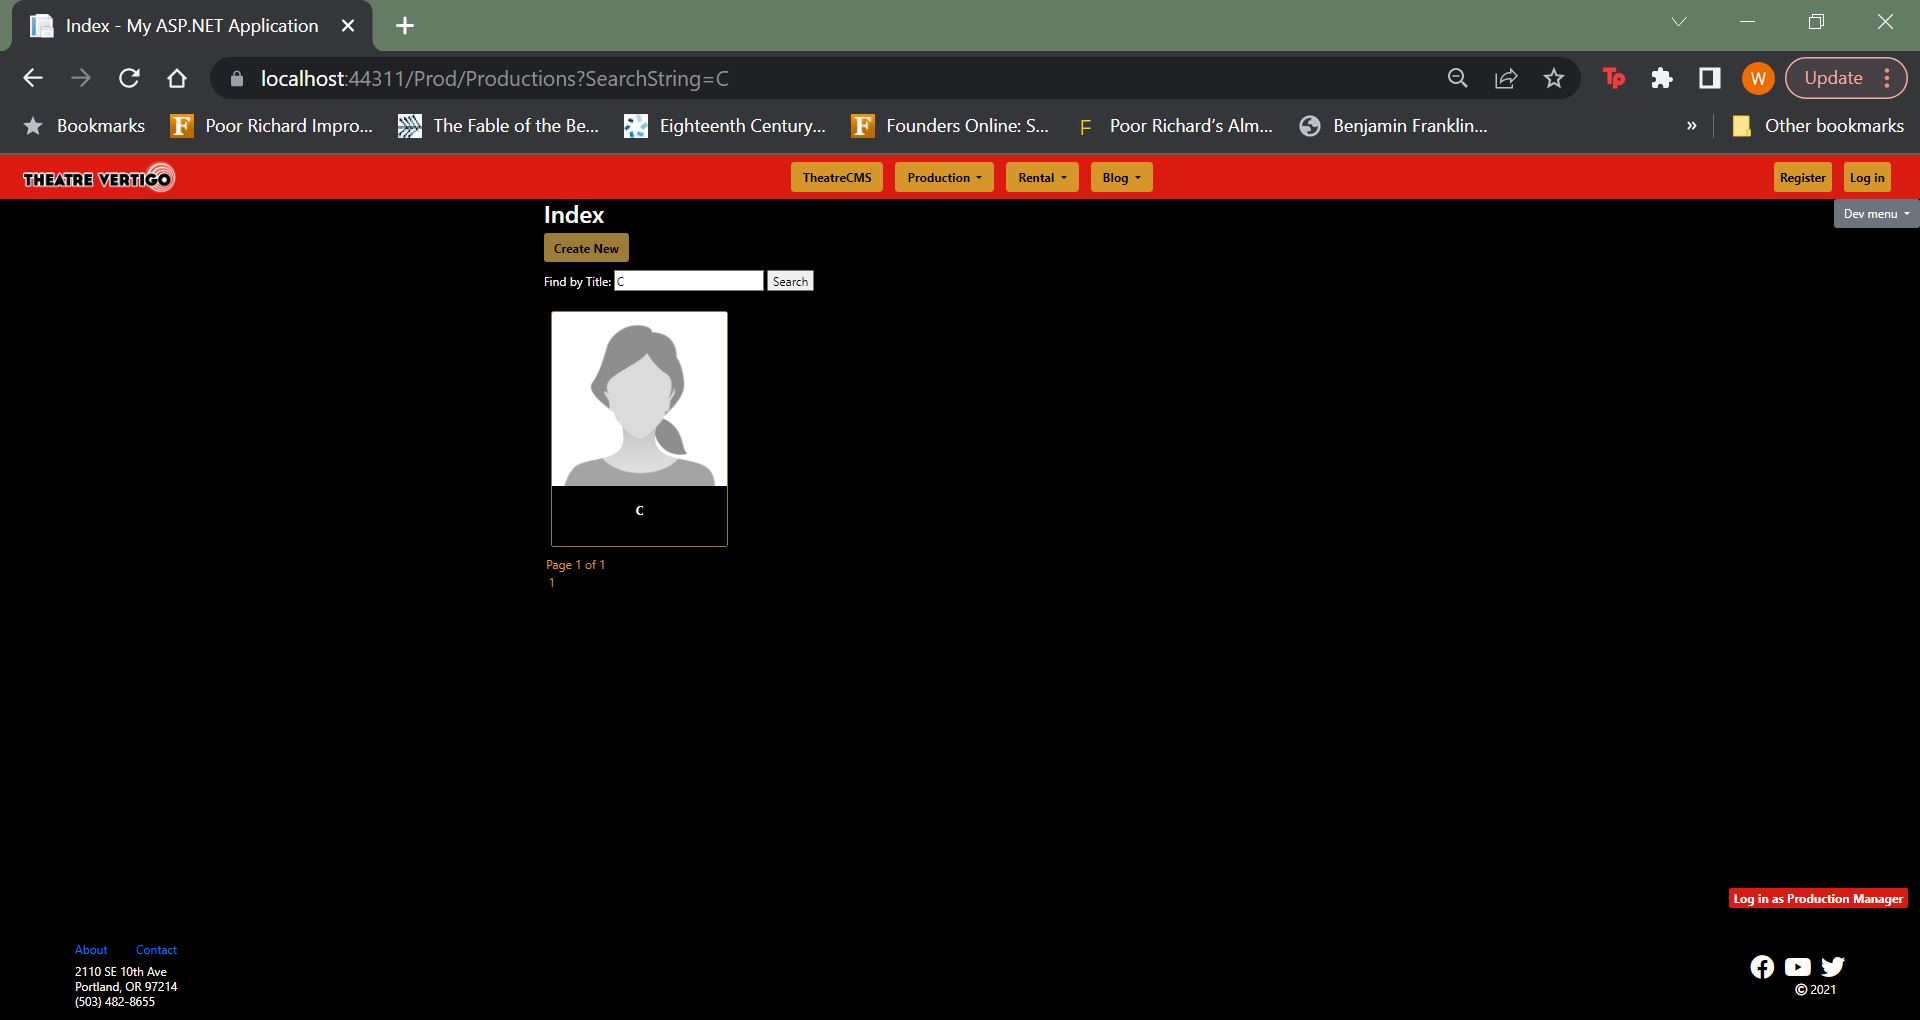 Index - My ASP.NET Application
localhost:44311/Prod/Productions?SearchString=C
Tp
W
Update
Bookmarks
F Poor Richard Impro...
The Fable of the Be...
Eighteenth Century...
F Founders Online: S...
F Poor Richard's Alm...
Benjamin Franklin...
»
Other bookmarks
THEATRE VERTIGO
TheatreCMS
Production
Rental
Blog
Register
Log in
Index
Dev menu
Create New
Find by Title: C Search
C
Page 1 of 1
1
Log in as Production Manager
About Contact
2110 SE 10th Ave
Portland, OR 97214
(503) 482-8655
© 2021